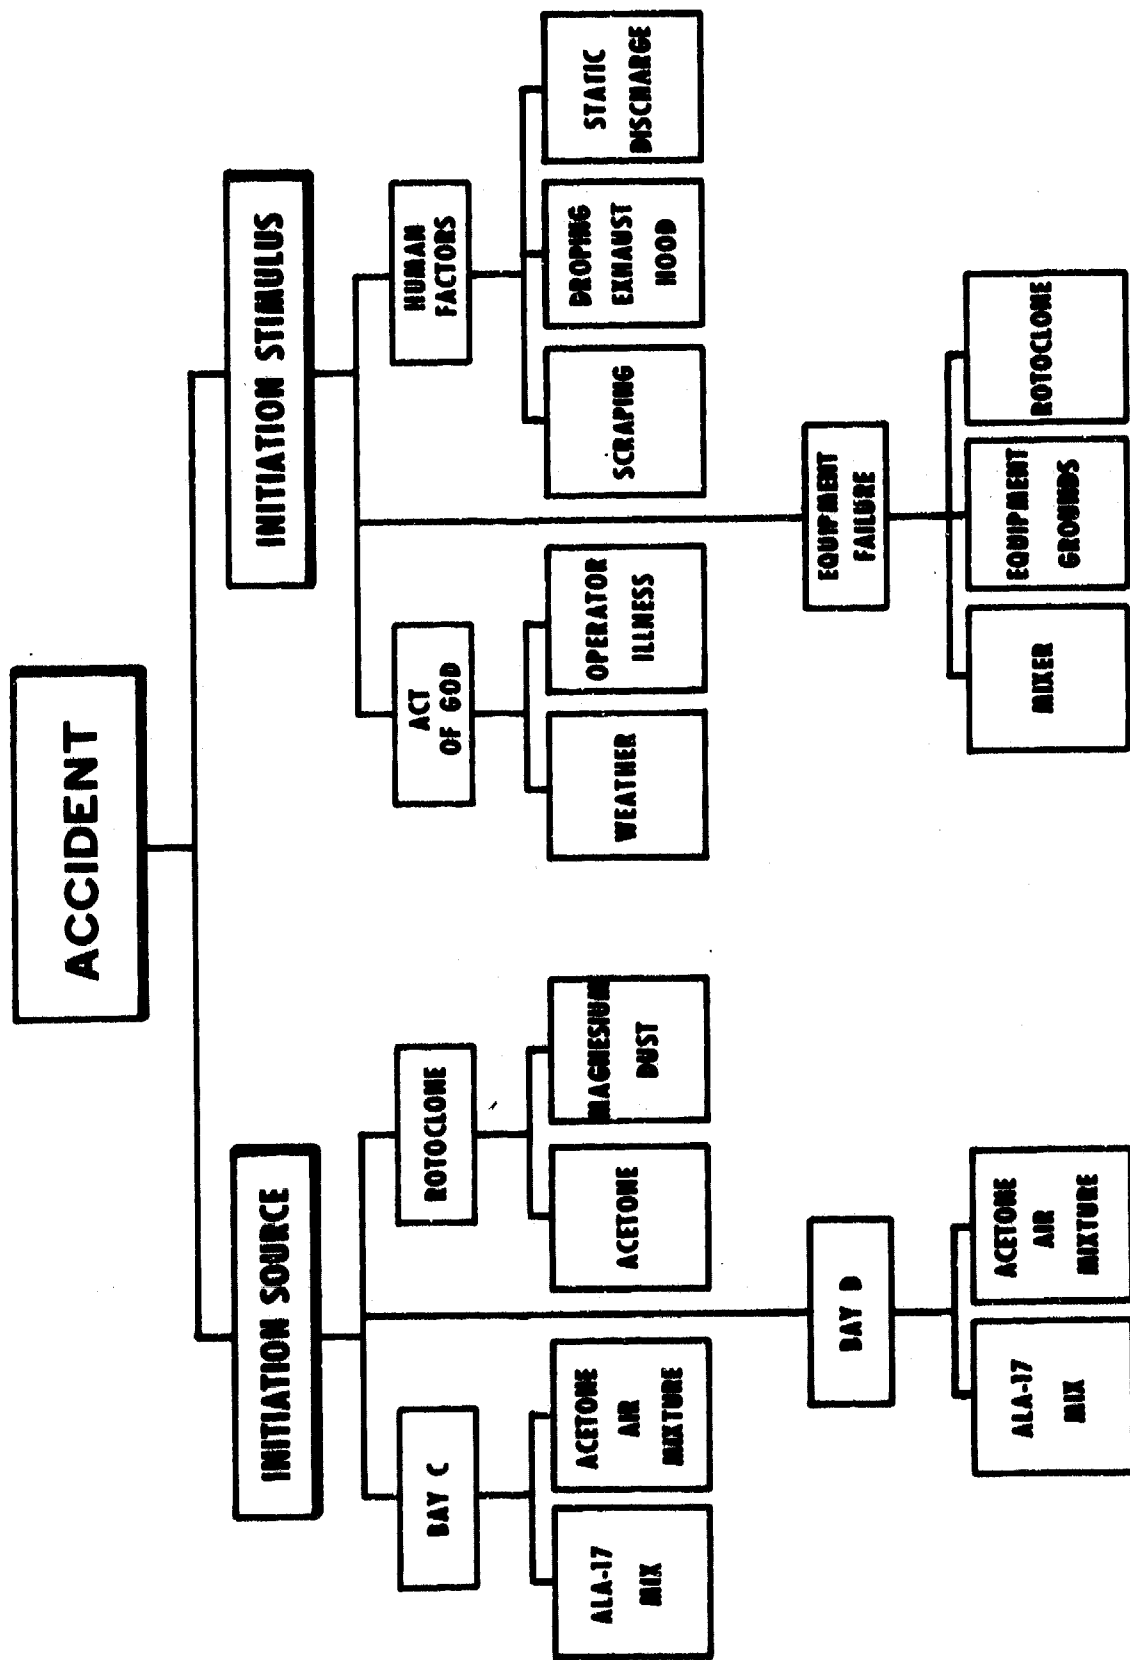 ACCIDENT
INITIATION SOURCE
INITIATION STIMULUS
BAY C
ROTOCLONE
ACT
OF GOD
HUMAN
FACTORS
ALA-17
MIX
ACETONE
AIR
MIXTURE
ACETONE
MAGNESIUM
DUST
WEATHER
OPERATOR
ILLNESS
SCRAPING
DROPING
EXHAUST
HOOD
STATIC
DISCHARGE
BAY D
EQUIPMENT
FAILURE
ALA-17
MIX
ACETONE
AIR
MIXTURE
MIXER
EQUIPMENT
GROUNDS
ROTOCLONE